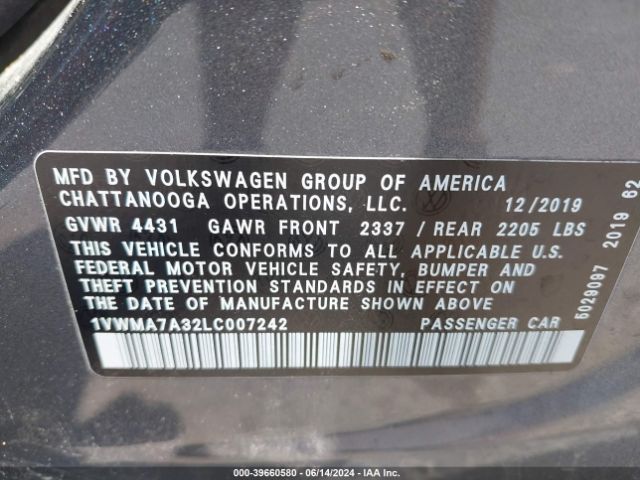 MFD BY VOLKSWAGEN GROUP OF AMERICA
CHATTANOOGA OPERATIONS, LLC. 12/2019
GVWR 4431 GAWR FRONT 2337 / REAR 2205 LBS
THIS VEHICLE CONFORMS TO ALL APPLICABLE U.S.
FEDERAL MOTOR VEHICLE SAFETY, BUMPER AND
THEFT PREVENTION STANDARDS IN EFFECT ON
THE DATE OF MANUFACTURE SHOWN ABOVE
1VWMA7A32LC007242 PASSENGER CAR
5029097 2019 62
000-39660580 - 06/14/2024 - IAA Inc.